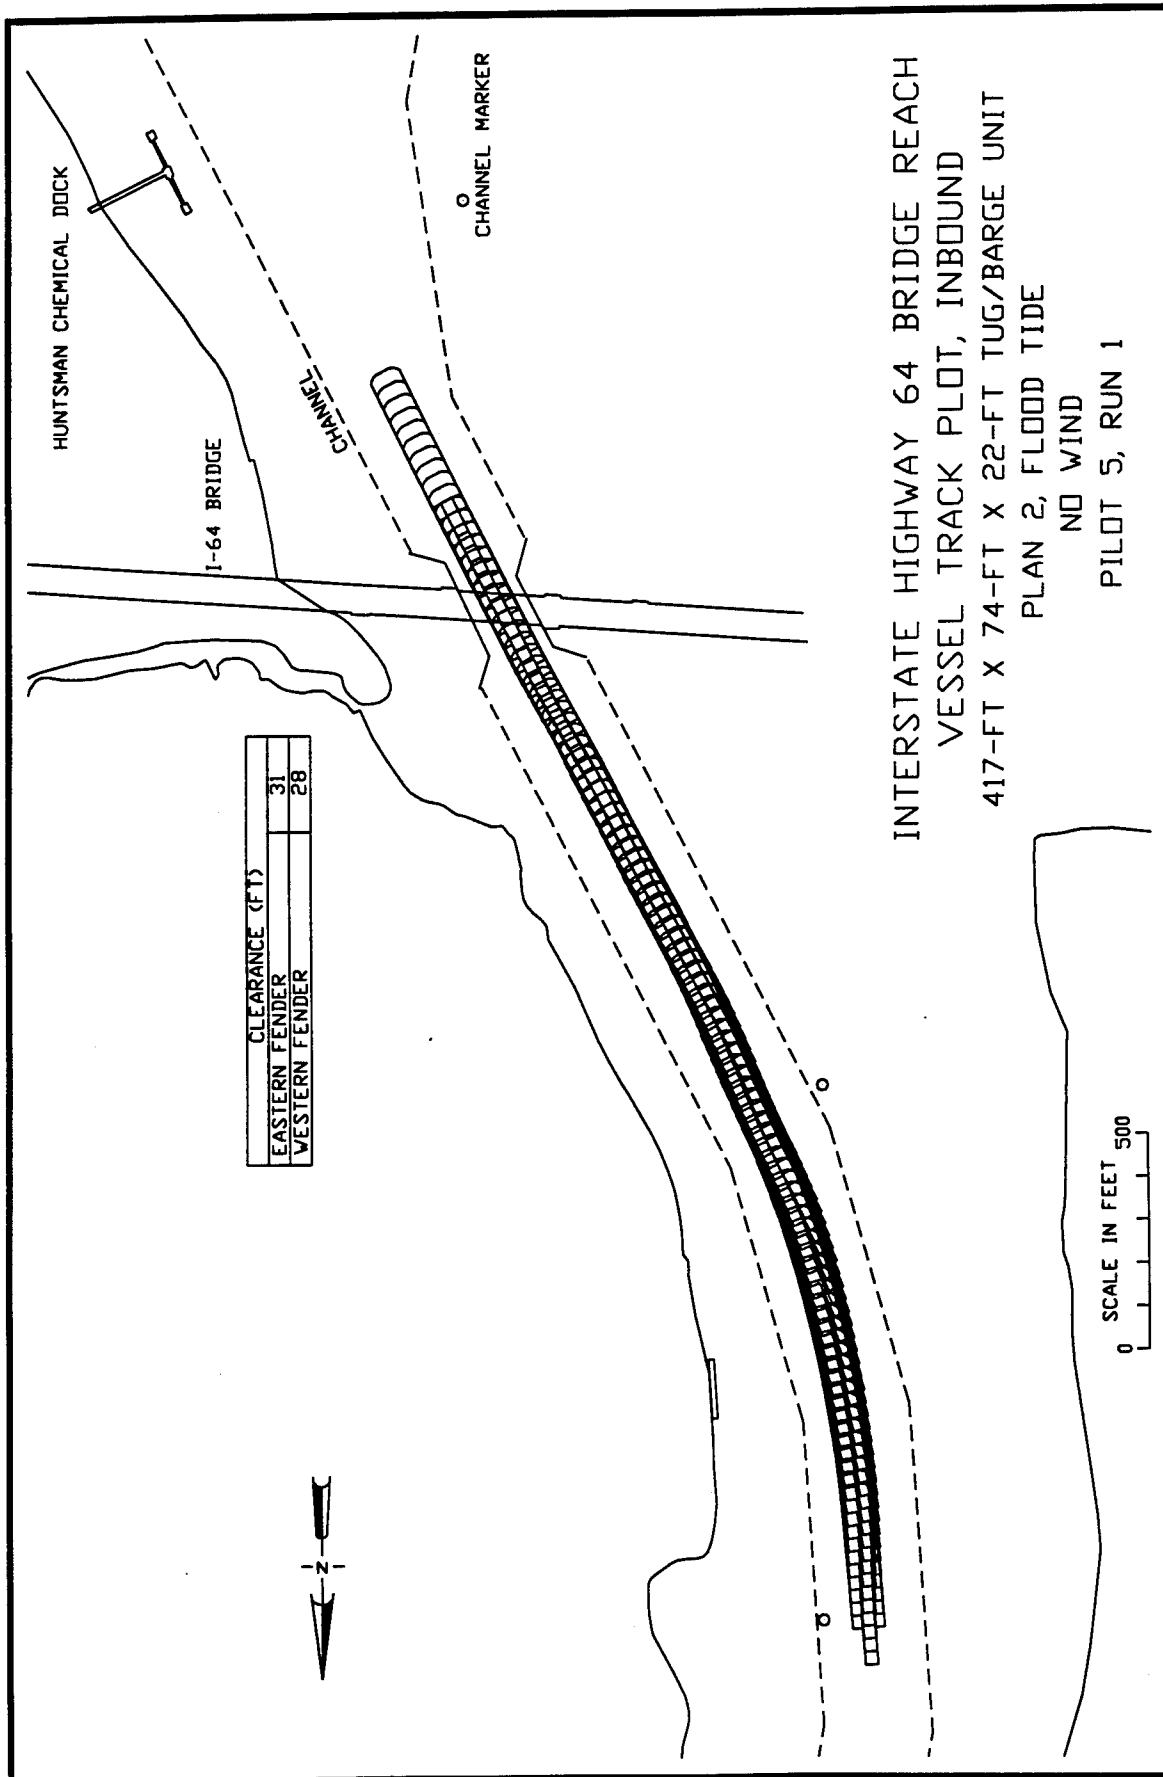 HUNTSMAN CHEMICAL DOCK
CHANNEL MARKER
CHANNEL
I-64 BRIDGE
CLEARANCE (FT)
EASTERN FENDER 31
WESTERN FENDER 28
N
SCALE IN FEET
0 500
INTERSTATE HIGHWAY 64 BRIDGE REACH
VESSEL TRACK PLOT, INBOUND
417-FT X 74-FT X 22-FT TUG/BARGE UNIT
PLAN 2, FLOOD TIDE
NO WIND
PILOT 5, RUN 1